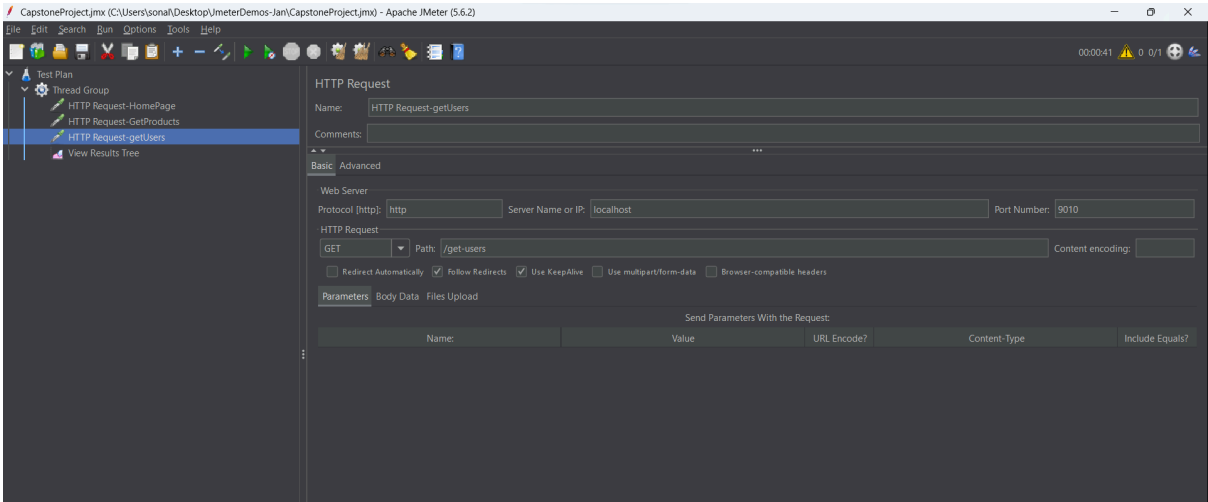 CapstoneProject.jmx (C:\Users\sonal\Desktop\JmeterDemos-Jan\CapstoneProject.jmx) - Apache JMeter (5.6.2)
File Edit Search Run Options Tools Help
00:00:41 0 0/1
Test Plan
Thread Group
HTTP Request-HomePage
HTTP Request-GetProducts
HTTP Request-getUsers
View Results Tree
HTTP Request
Name: HTTP Request-getUsers
Comments:
Basic Advanced
Web Server
Protocol [http]: http Server Name or IP: localhost Port Number: 9010
HTTP Request
GET Path: /get-users Content encoding:
Redirect Automatically Follow Redirects Use KeepAlive Use multipart/form-data Browser-compatible headers
Parameters Body Data Files Upload
Send Parameters With the Request:
Name: Value URL Encode? Content-Type Include Equals?